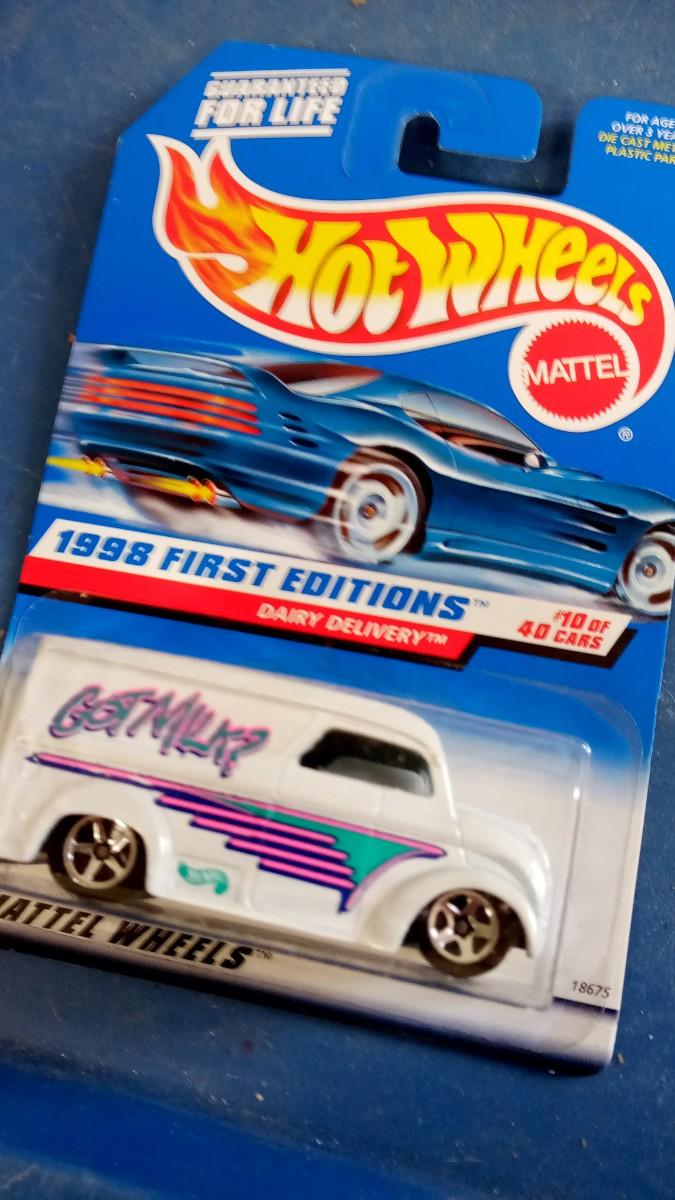 GUARANTEED
FOR LIFE
FOR AGE
OVER 3 YEA
DIE CAST MET
PLASTIC PAR
HOT WHEELS
MATTEL
®
1998 FIRST EDITIONS™
DAIRY DELIVERY™
#10 OF
40 CARS
GOT MILK?
MATTEL WHEELS™
18675